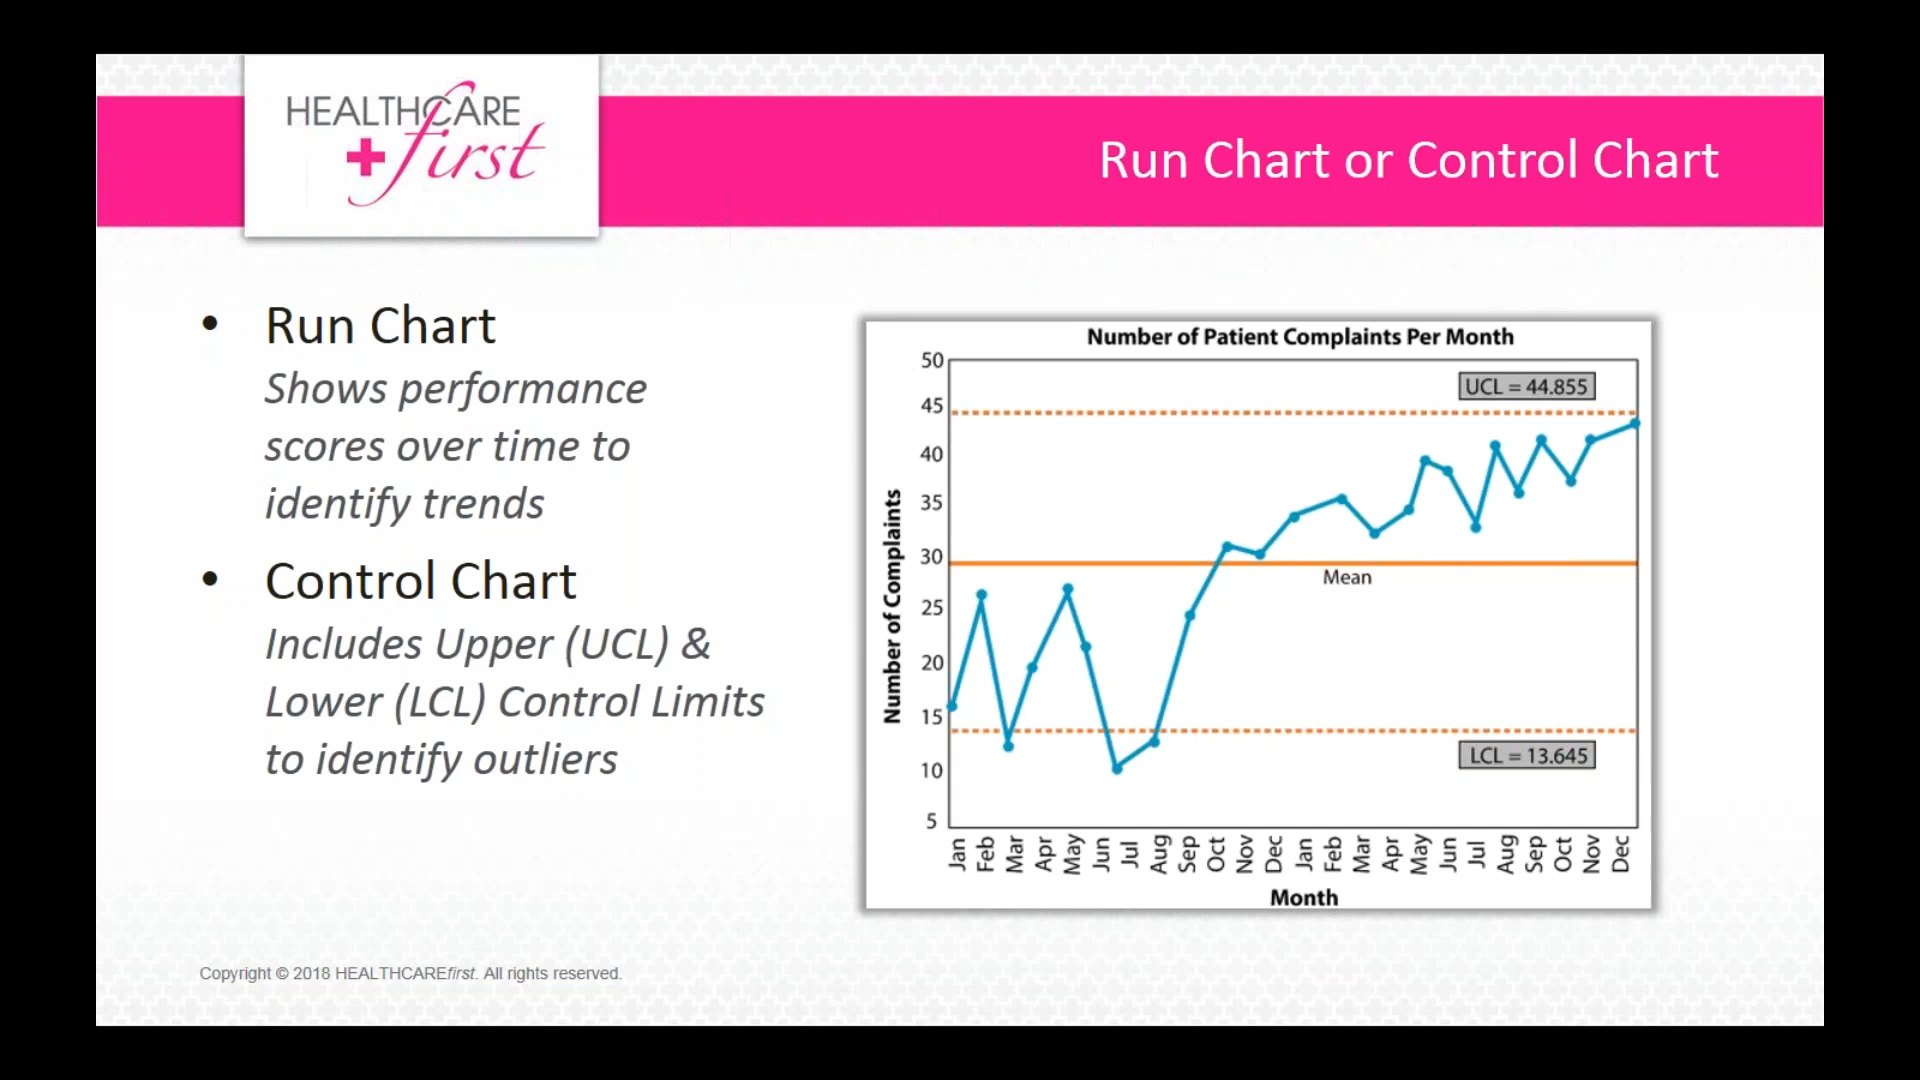 HEALTHCARE
first
Run Chart or Control Chart
• Run Chart
Shows performance
scores over time to
identify trends
• Control Chart
Includes Upper (UCL) &
Lower (LCL) Control Limits
to identify outliers
Number of Patient Complaints Per Month
Number of Complaints
50
45
40
35
30
25
20
15
10
5
UCL = 44.855
Mean
LCL = 13.645
Jan Feb Mar Apr May Jun Jul Aug Sep Oct Nov Dec Jan Feb Mar Apr May Jun Jul Aug Sep Oct Nov Dec
Month
Copyright © 2018 HEALTHCAREfirst. All rights reserved.